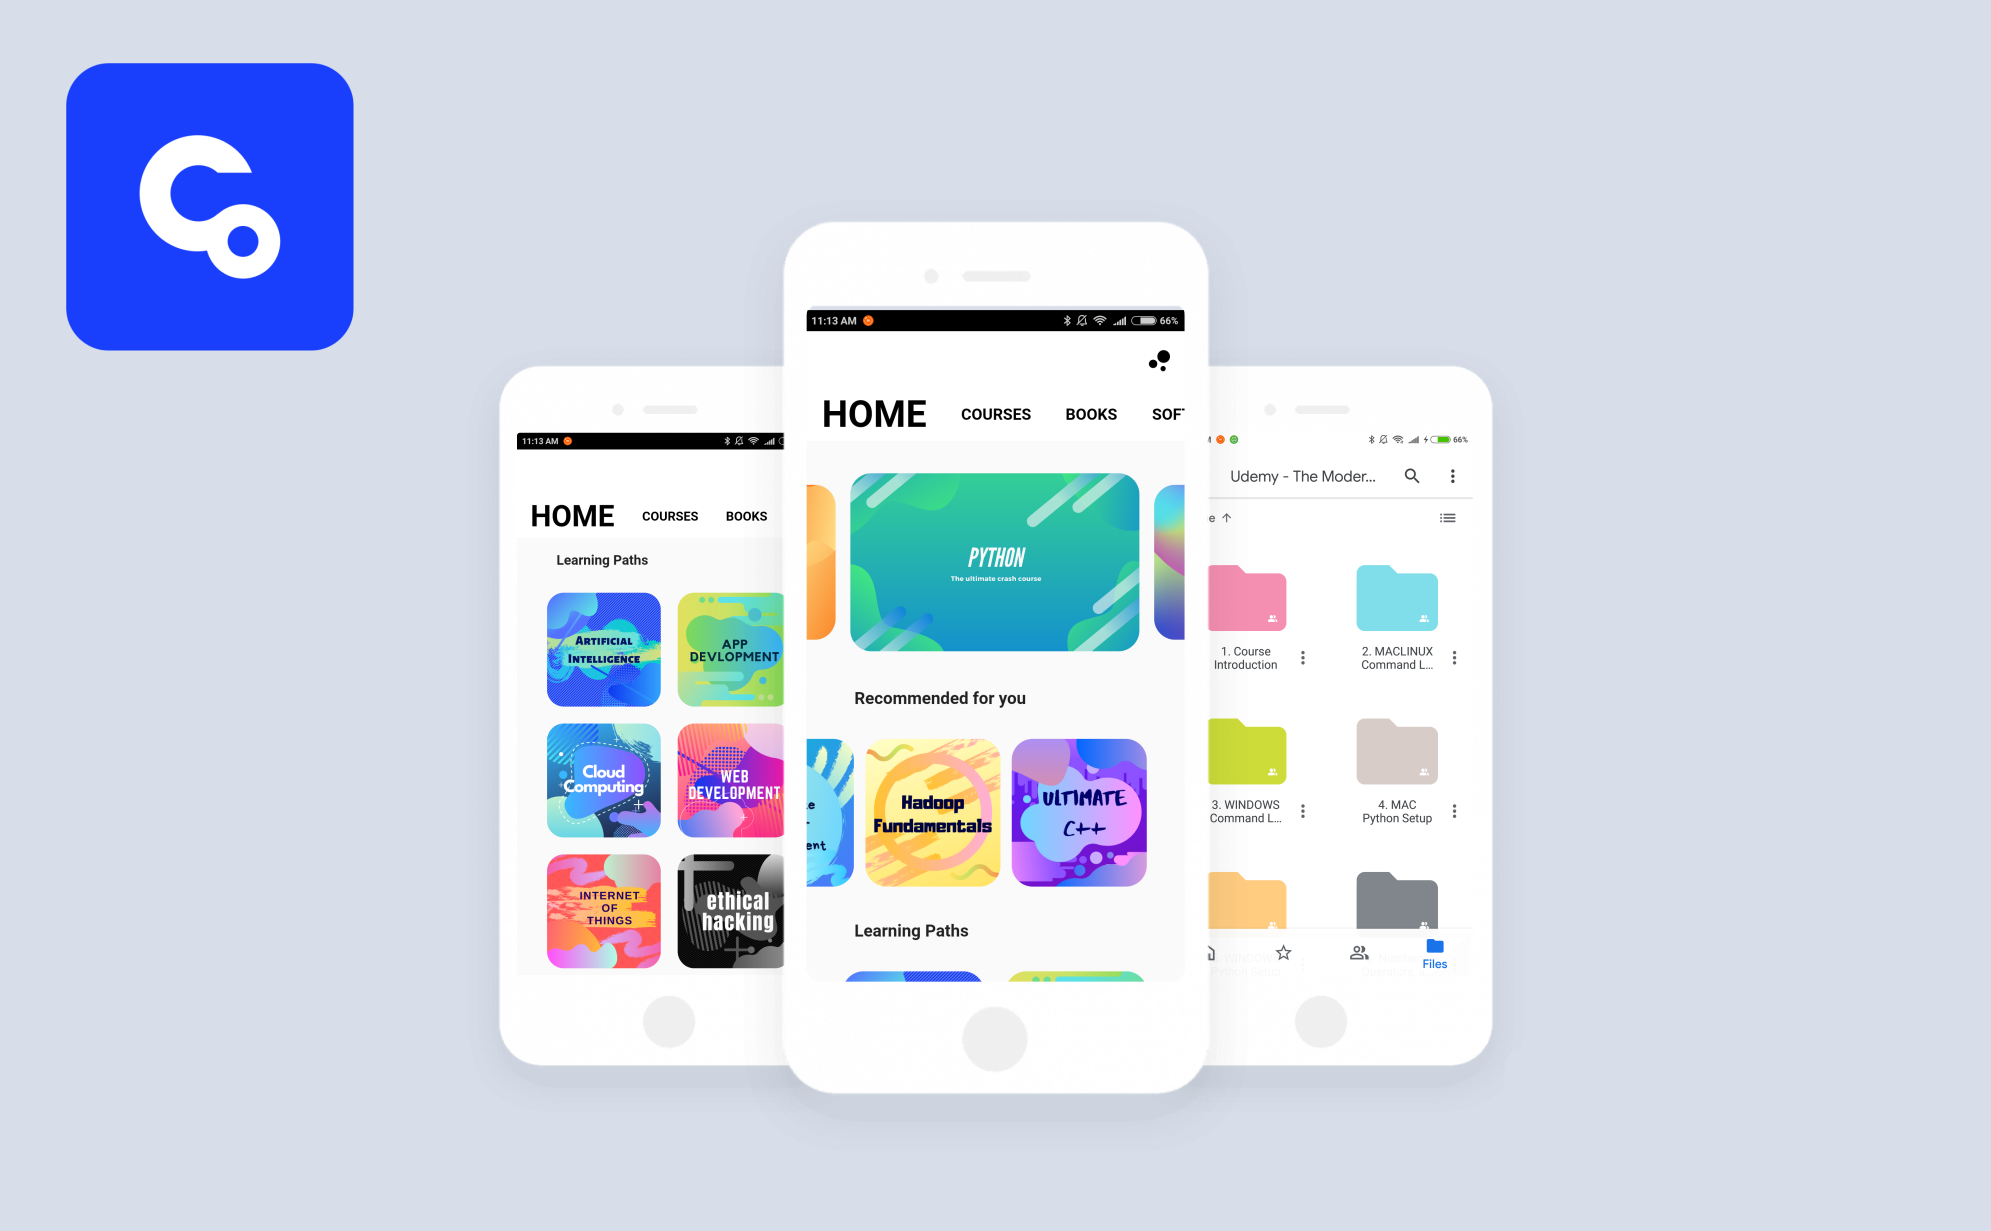 11:13 AM
HOME COURSES BOOKS
Learning Paths
ARTIFICIAL
INTELLIGENCE
APP
DEVLOPMENT
Cloud
Computing
WEB
DEVELOPMENT
INTERNET
OF
THINGS
ethical
hacking
11:13 AM 66%
HOME COURSES BOOKS
PYTHON
The ultimate crash course
Recommended for you
Hadoop
Fundamentals
ULTIMATE
C++
Learning Paths
66%
Udemy - The Moder...
1. Course
Introduction
2. MACLINUX
Command L...
3. WINDOWS
Command L...
4. MAC
Python Setup
Files